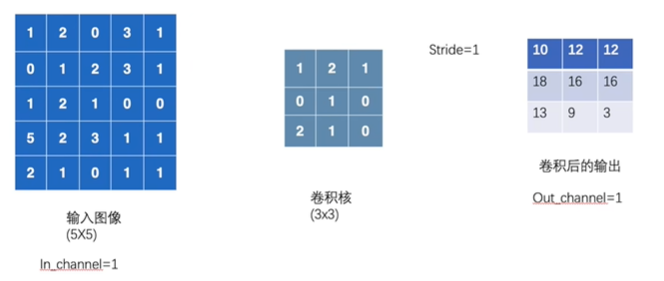 1 2 0 3 1
0 1 2 3 1
1 2 1 0 0
5 2 3 1 1
2 1 0 1 1
输入图像
(5X5)
In_channel=1
1 2 1
0 1 0
2 1 0
卷积核
(3x3)
Stride=1
10 12 12
18 16 16
13 9 3
卷积后的输出
Out_channel=1